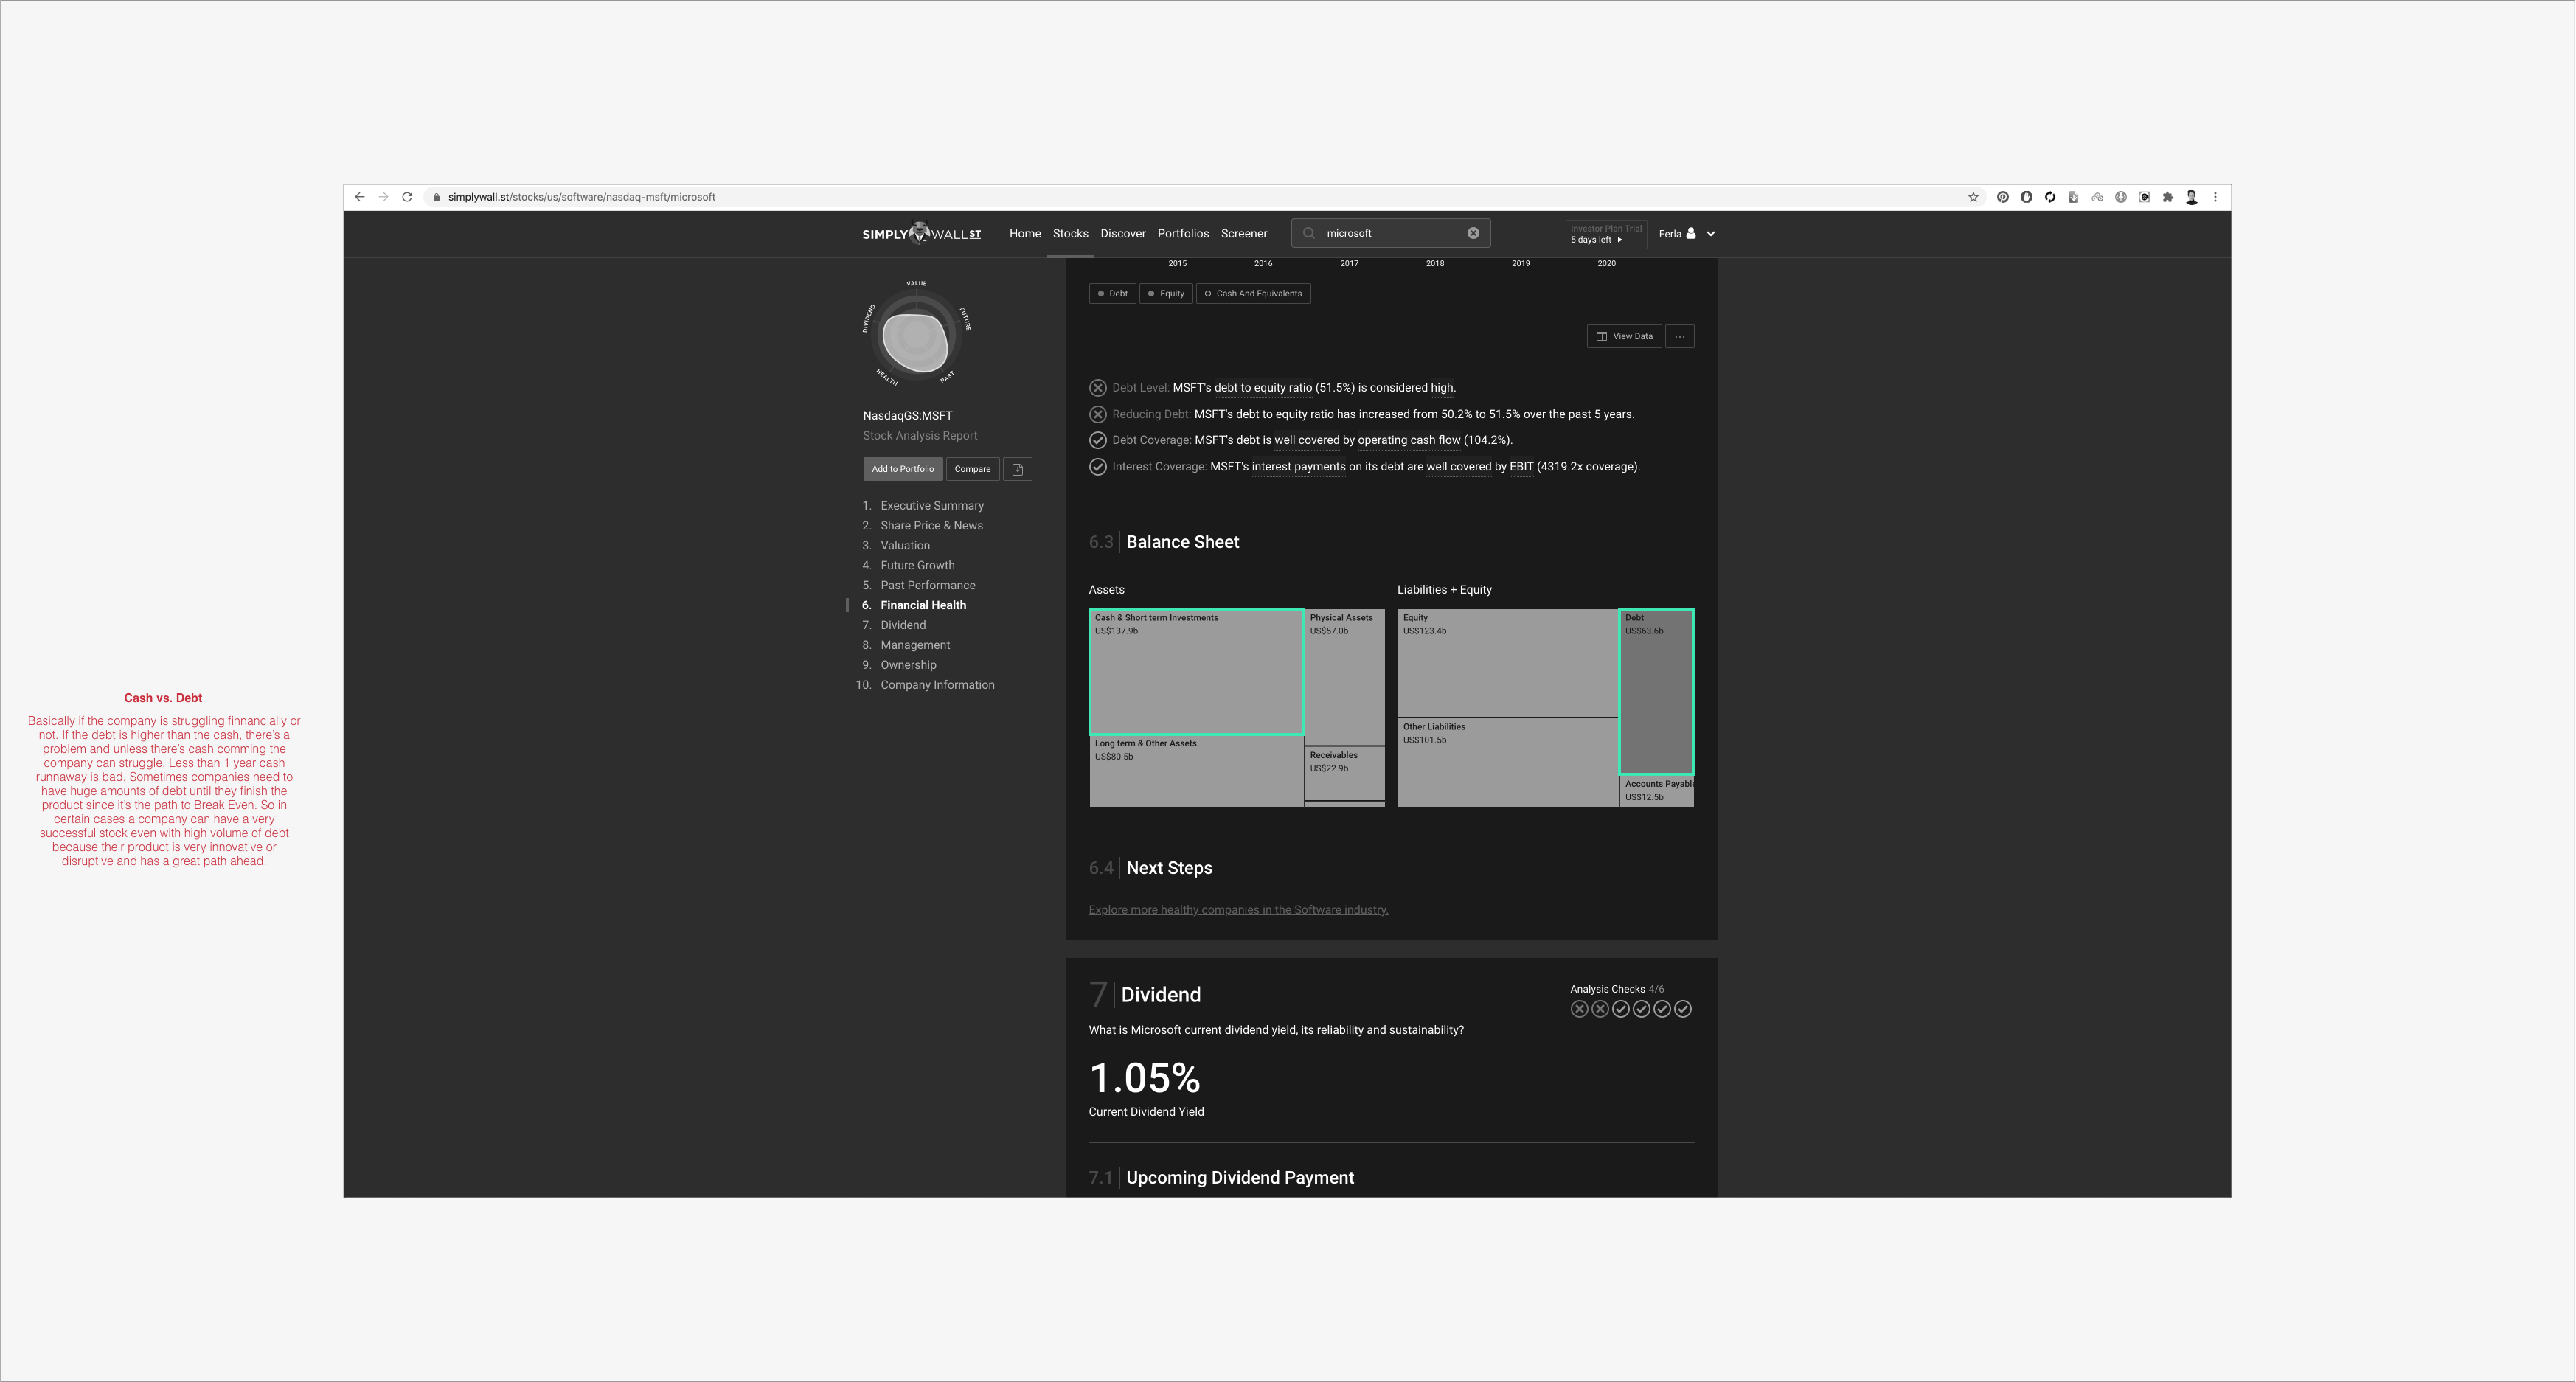 simplywall.st/stocks/us/software/nasdaq-msft/microsoft
SIMPLY WALL ST
Home Stocks Discover Portfolios Screener
microsoft
Investor Plan Trial
5 days left
Ferla
VALUE
FUTURE
PAST
HEALTH
DIVIDEND
NasdaqGS:MSFT
Stock Analysis Report
Add to Portfolio Compare
1. Executive Summary
2. Share Price & News
3. Valuation
4. Future Growth
5. Past Performance
6. Financial Health
7. Dividend
8. Management
9. Ownership
10. Company Information
Cash vs. Debt
Basically if the company is struggling finnancially or
not. If the debt is higher than the cash, there's a
problem and unless there's cash comming the
company can struggle. Less than 1 year cash
runnaway is bad. Sometimes companies need to
have huge amounts of debt until they finish the
product since it's the path to Break Even. So in
certain cases a company can have a very
successful stock even with high volume of debt
because their product is very innovative or
disruptive and has a great path ahead.
2015 2016 2017 2018 2019 2020
Debt Equity Cash And Equivalents
View Data ...
Debt Level: MSFT's debt to equity ratio (51.5%) is considered high.
Reducing Debt: MSFT's debt to equity ratio has increased from 50.2% to 51.5% over the past 5 years.
Debt Coverage: MSFT's debt is well covered by operating cash flow (104.2%).
Interest Coverage: MSFT's interest payments on its debt are well covered by EBIT (4319.2x coverage).
6.3 Balance Sheet
Assets
Cash & Short term Investments
US$137.9b
Physical Assets
US$57.0b
Long term & Other Assets
US$80.5b
Receivables
US$22.9b
Liabilities + Equity
Equity
US$123.4b
Debt
US$63.6b
Other Liabilities
US$101.5b
Accounts Payable
US$12.5b
6.4 Next Steps
Explore more healthy companies in the Software industry.
7 Dividend
Analysis Checks 4/6
What is Microsoft current dividend yield, its reliability and sustainability?
1.05%
Current Dividend Yield
7.1 Upcoming Dividend Payment